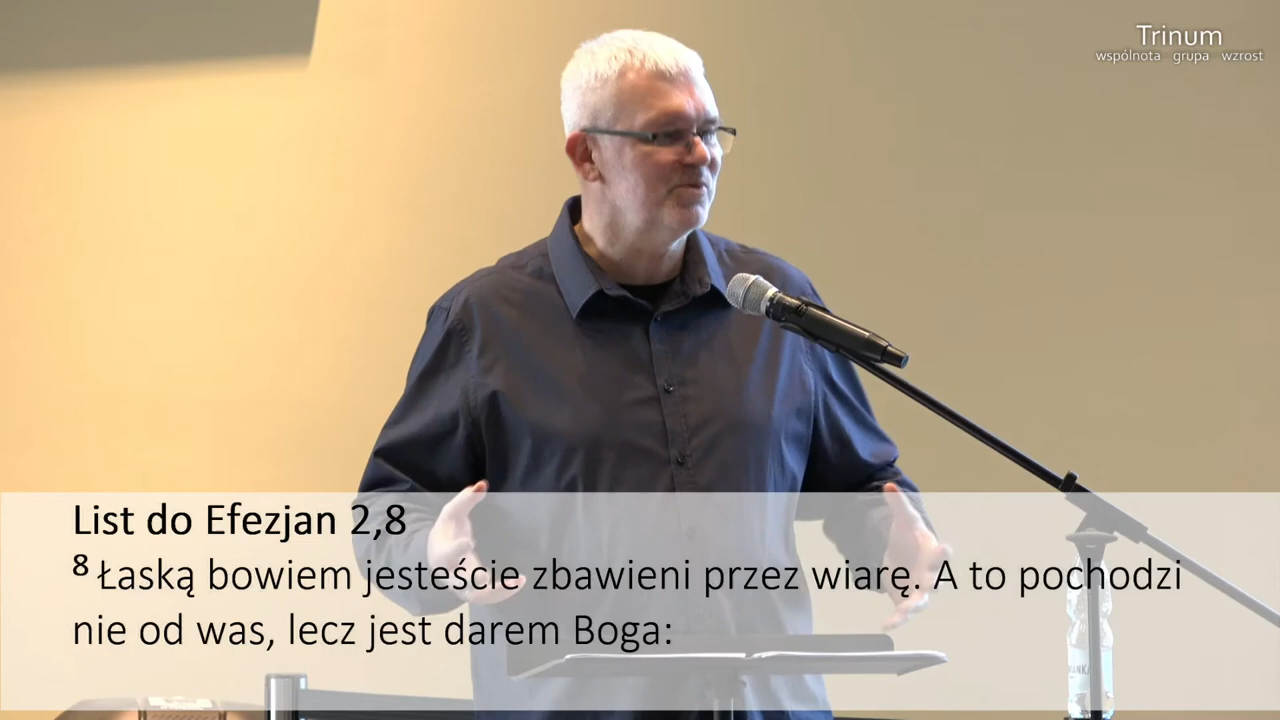 Trinum
wspólnota grupa wzrost
List do Efezjan 2,8
8 Łaską bowiem jesteście zbawieni przez wiarę. A to pochodzi
nie od was, lecz jest darem Boga: